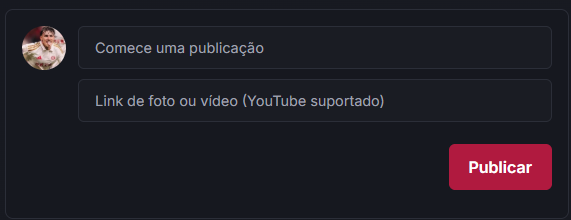 Comece uma publicação
Link de foto ou vídeo (YouTube suportado)
Publicar